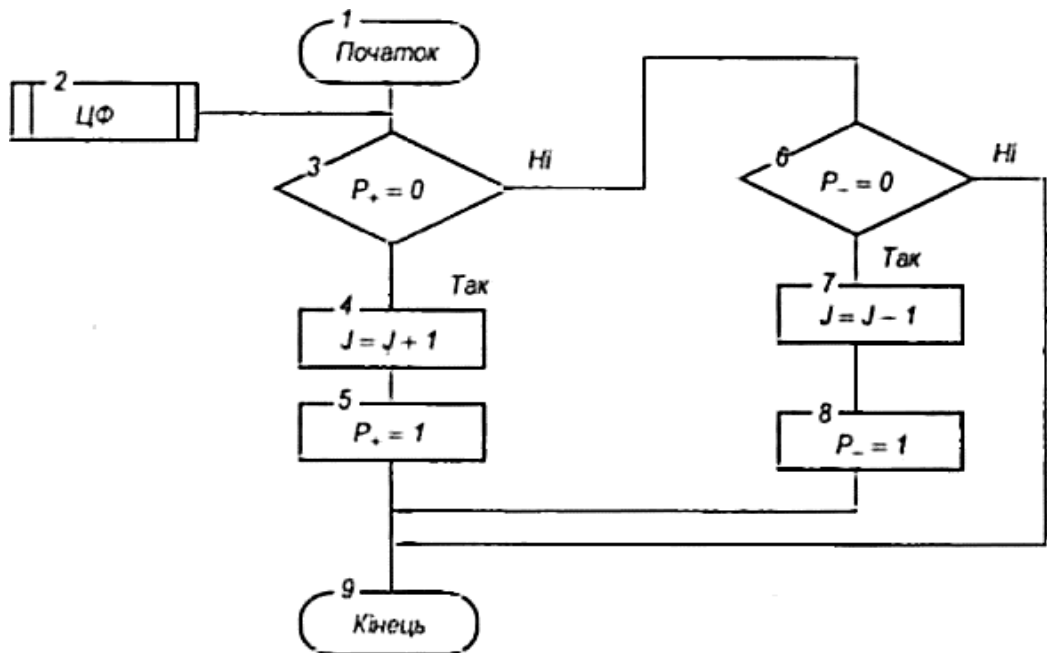 1
Початок
2
ЦФ
3
P₊ = 0
Ні
Так
4
J = J + 1
5
P₊ = 1
6
P₋ = 0
Ні
Так
7
J = J – 1
8
P₋ = 1
9
Кінець